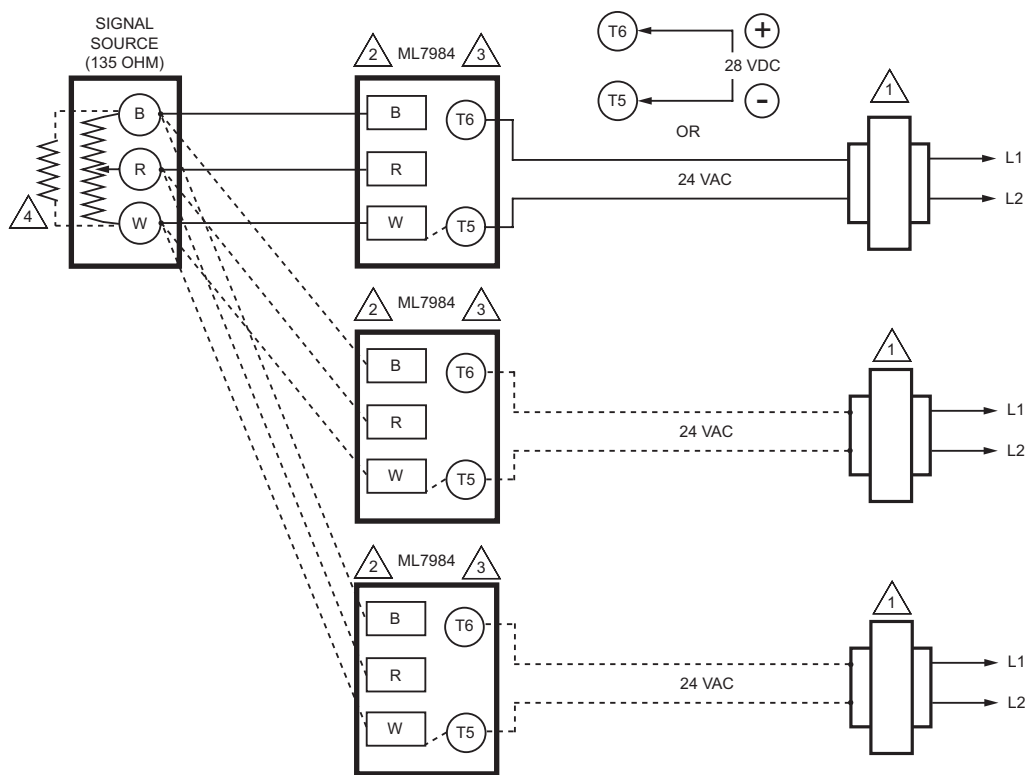 SIGNAL
SOURCE
(135 OHM)
B
R
W
4
2 ML7984 3
B
R
W
T6
T5
T6 +
28 VDC
T5 -
OR
24 VAC
1
L1
L2
2 ML7984 3
B
R
W
T6
T5
24 VAC
1
L1
L2
2 ML7984 3
B
R
W
T6
T5
24 VAC
1
L1
L2